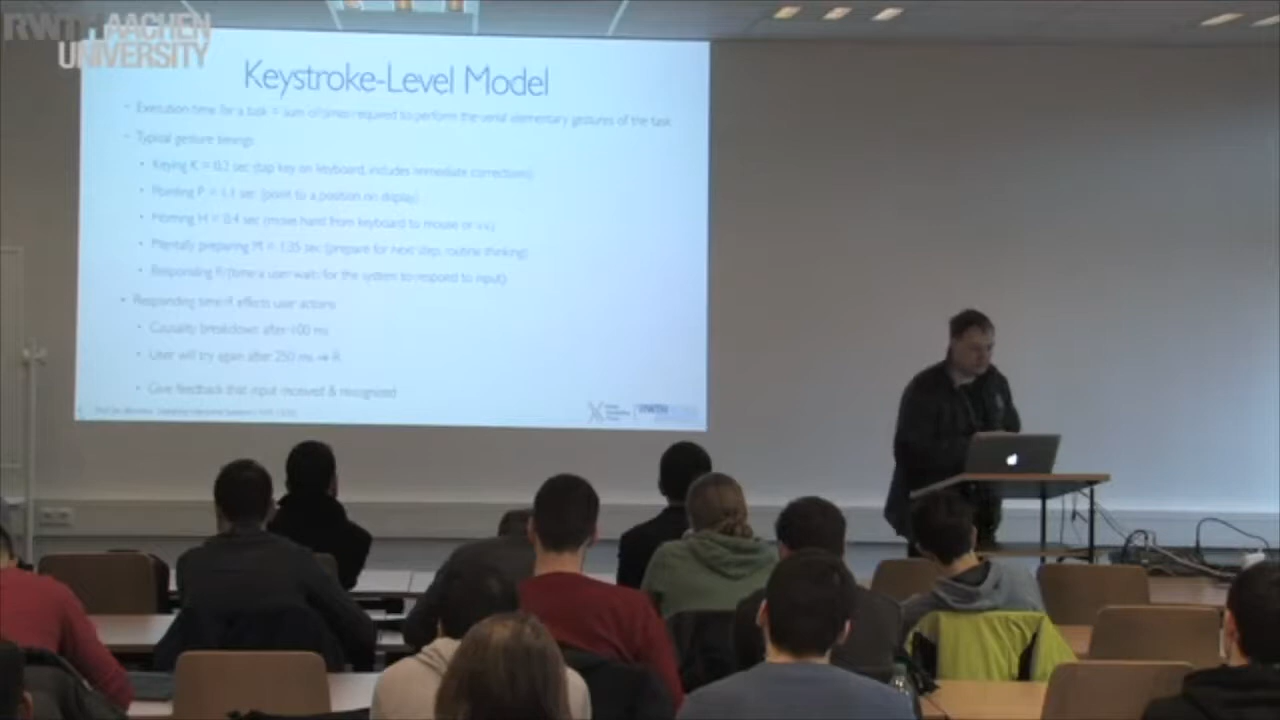 RWTH AACHEN
UNIVERSITY
Keystroke-Level Model
- Execution time for a task = sum of times required to perform the serial elementary gestures of the task
- Typical gesture timings
• Keying K = 0.2 sec (tap key on keyboard, includes immediate corrections)
• Pointing P = 1.1 sec (point to a position on display)
• Homing H = 0.4 sec (move hand from keyboard to mouse or v.v.)
• Mentally preparing M = 1.35 sec (prepare for next step, routine thinking)
• Responding R (time a user waits for the system to respond to input)
• Responding time R effects user actions
• Causality breakdown after 100 ms
• User will try again after 250 ms ⇒ R
• Give feedback that input received & recognized
RWTH